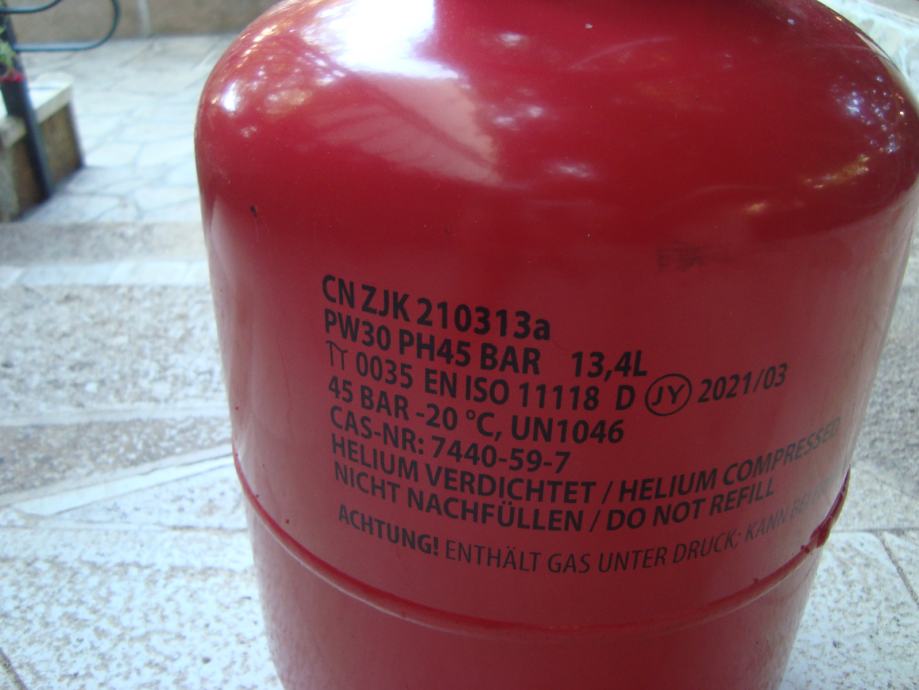 CN ZJK 210313a
PW30 PH45 BAR 13,4L
π 0035 EN ISO 11118 D JY 2021/03
45 BAR -20 °C, UN1046
CAS-NR: 7440-59-7
HELIUM VERDICHTET / HELIUM COMPRESSED
NICHT NACHFÜLLEN / DO NOT REFILL
ACHTUNG! ENTHÄLT GAS UNTER DRUCK; KANN BEI